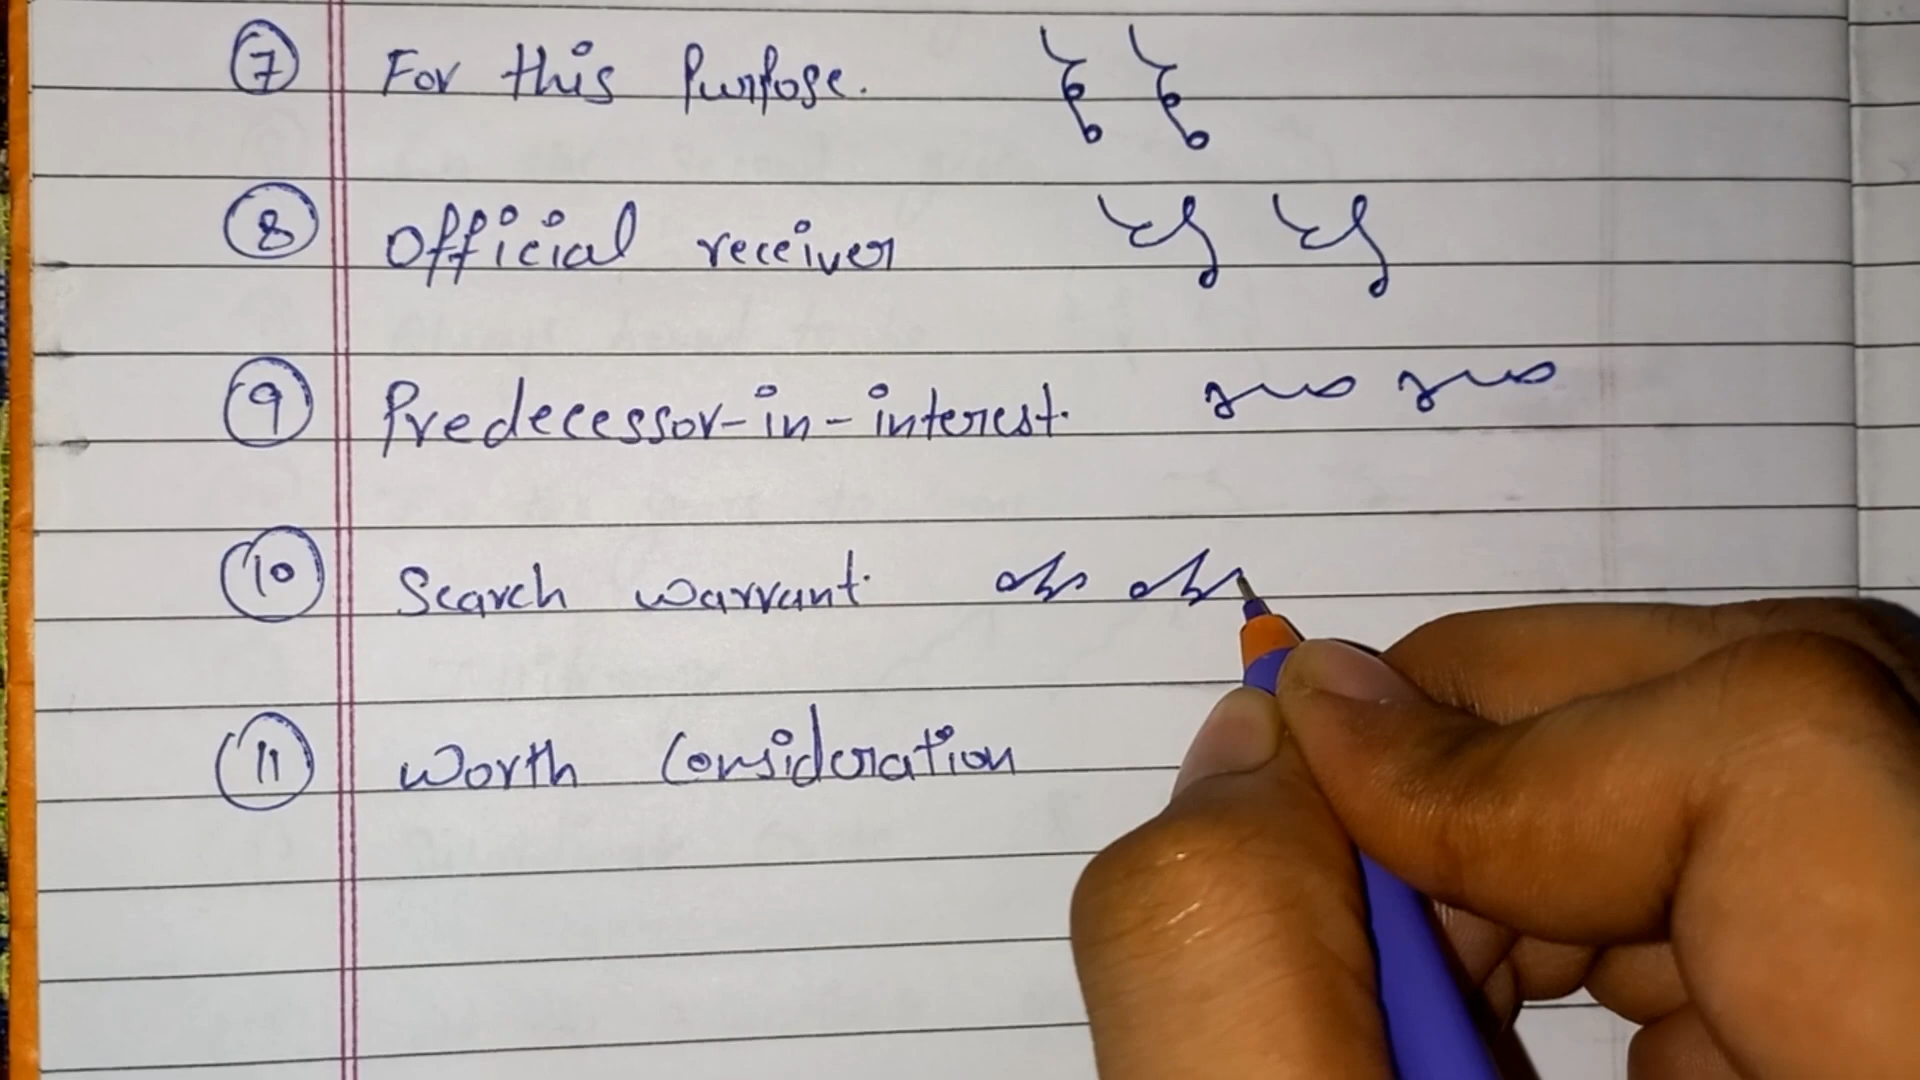 7 For this Purpose.
8 Official receiver
9 Predecessor-in-interest.
10 Search warrant.
11 Worth Consideration